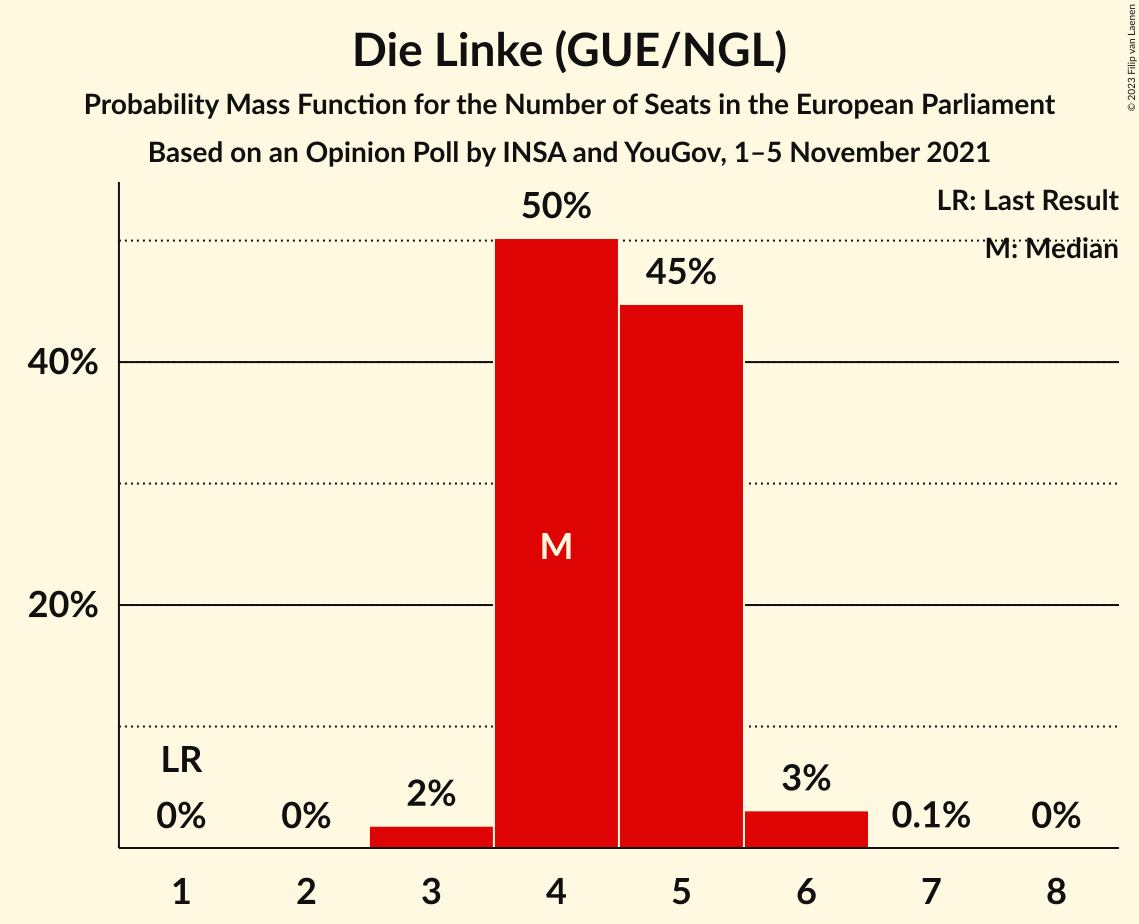 Die Linke (GUE/NGL)
Probability Mass Function for the Number of Seats in the European Parliament
Based on an Opinion Poll by INSA and YouGov, 1–5 November 2021
© 2023 Filip van Laenen
LR: Last Result
M: Median
50%
45%
40%
M
20%
LR
0%
0%
2%
3%
0.1%
0%
1 2 3 4 5 6 7 8